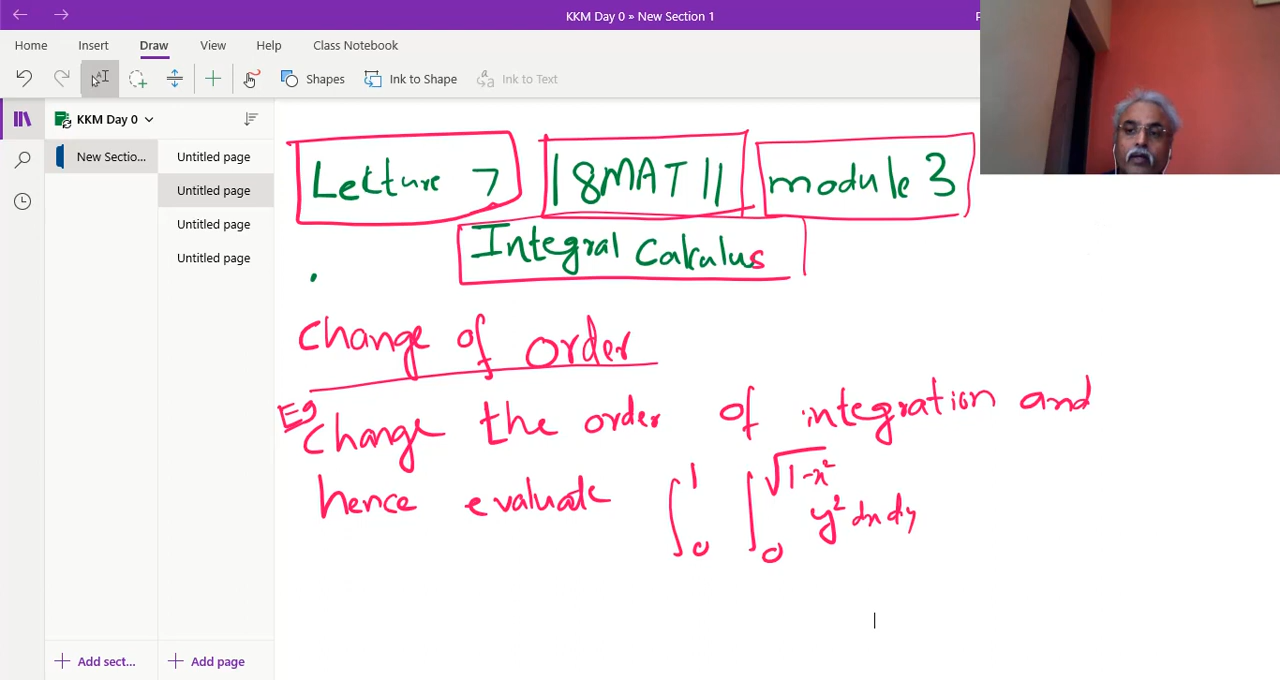 KKM Day 0 » New Section 1
Home Insert Draw View Help Class Notebook
Shapes Ink to Shape Ink to Text
KKM Day 0
New Sectio...
Untitled page
Untitled page
Untitled page
Untitled page
Add sect...
Add page
Lecture 7 18MAT11 module 3
Integral Calculus
Change of order
Eg
Change the order of integration and
hence evaluate ∫₀¹ ∫₀^√(1-x²) y² dx dy